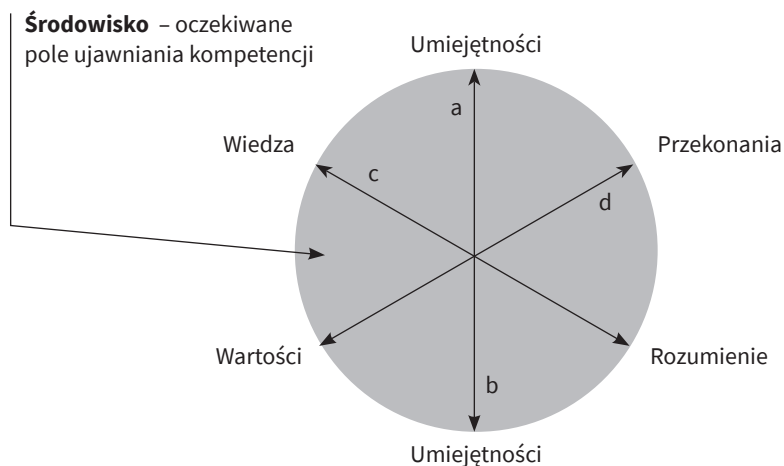 Środowisko – oczekiwane
pole ujawniania kompetencji
Umiejętności
a
Wiedza
Przekonania
c
d
Wartości
Rozumienie
b
Umiejętności